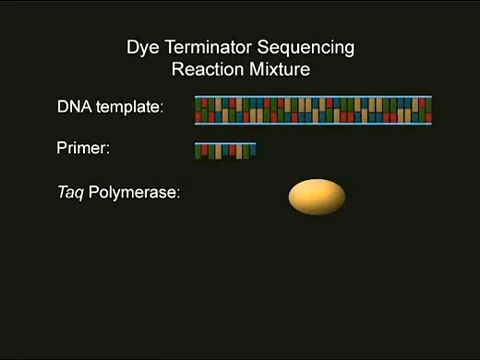 Dye Terminator Sequencing
Reaction Mixture
DNA template:
Primer:
Taq Polymerase: